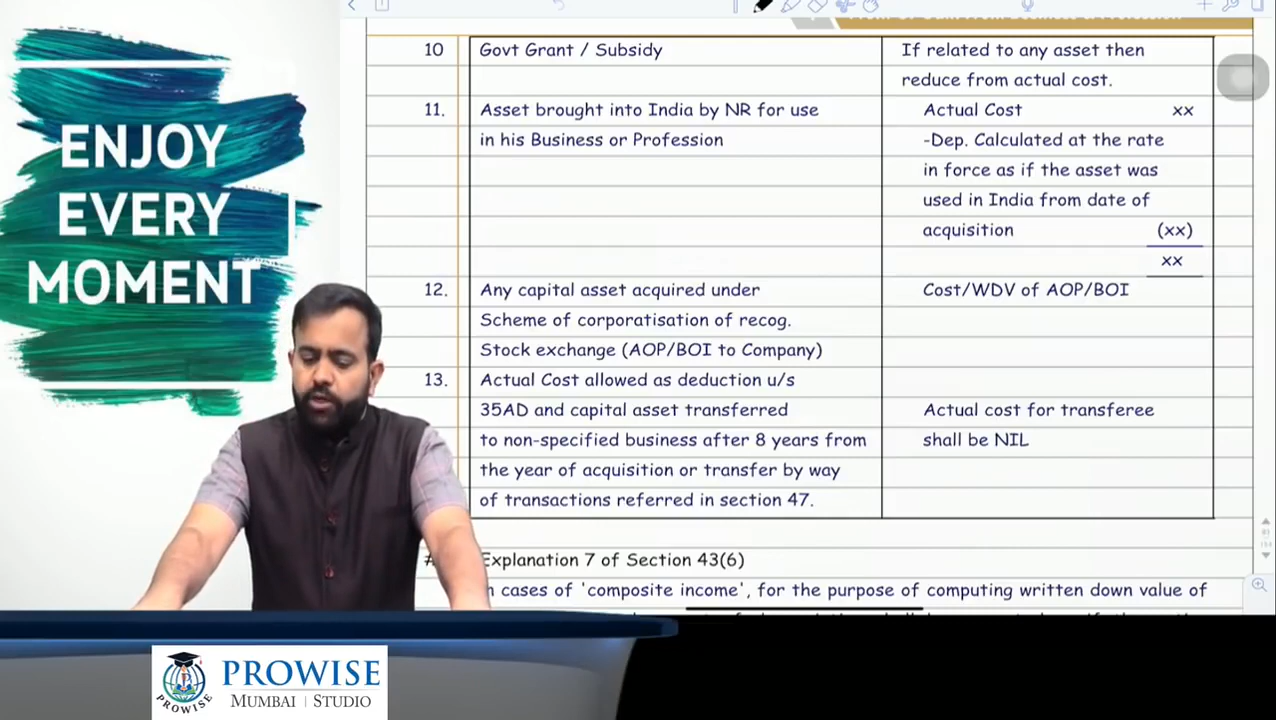 ENJOY
EVERY
MOMENT
10 Govt Grant / Subsidy If related to any asset then
reduce from actual cost.
11. Asset brought into India by NR for use Actual Cost xx
in his Business or Profession -Dep. Calculated at the rate
in force as if the asset was
used in India from date of
acquisition (xx)
xx
12. Any capital asset acquired under Cost/WDV of AOP/BOI
Scheme of corporatisation of recog.
Stock exchange (AOP/BOI to Company)
13. Actual Cost allowed as deduction u/s
35AD and capital asset transferred Actual cost for transferee
to non-specified business after 8 years from shall be NIL
the year of acquisition or transfer by way
of transactions referred in section 47.
# Explanation 7 of Section 43(6)
n cases of 'composite income', for the purpose of computing written down value of
PROWISE
PROWISE
MUMBAI | STUDIO